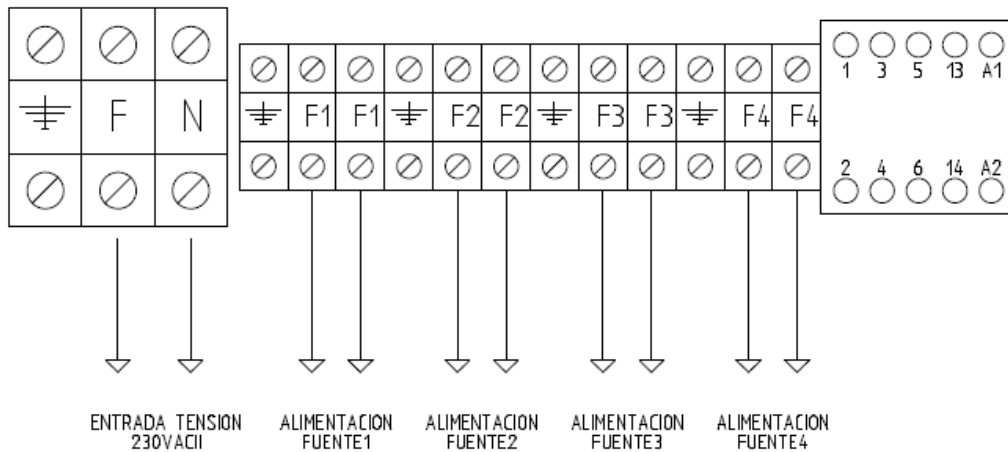 1 3 5 13 A1
F N F1 F1 F2 F2 F3 F3 F4 F4
2 4 6 14 A2
ENTRADA TENSION
230VACII
ALIMENTACION
FUENTE1
ALIMENTACION
FUENTE2
ALIMENTACION
FUENTE3
ALIMENTACION
FUENTE4